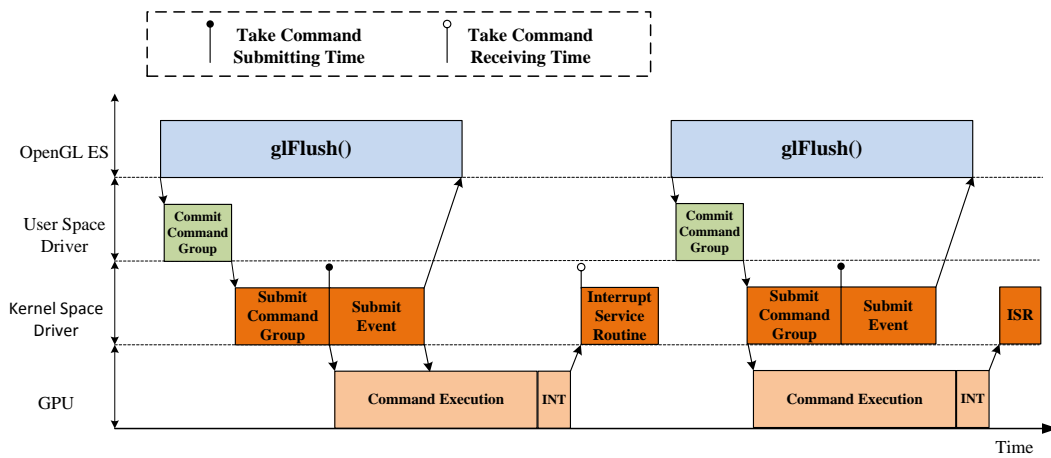 Take Command
Submitting Time
Take Command
Receiving Time
OpenGL ES
glFlush()
glFlush()
User Space
Driver
Commit
Command
Group
Commit
Command
Group
Kernel Space
Driver
Submit
Command
Group
Submit
Event
Interrupt
Service
Routine
Submit
Command
Group
Submit
Event
ISR
GPU
Command Execution
INT
Command Execution
INT
Time